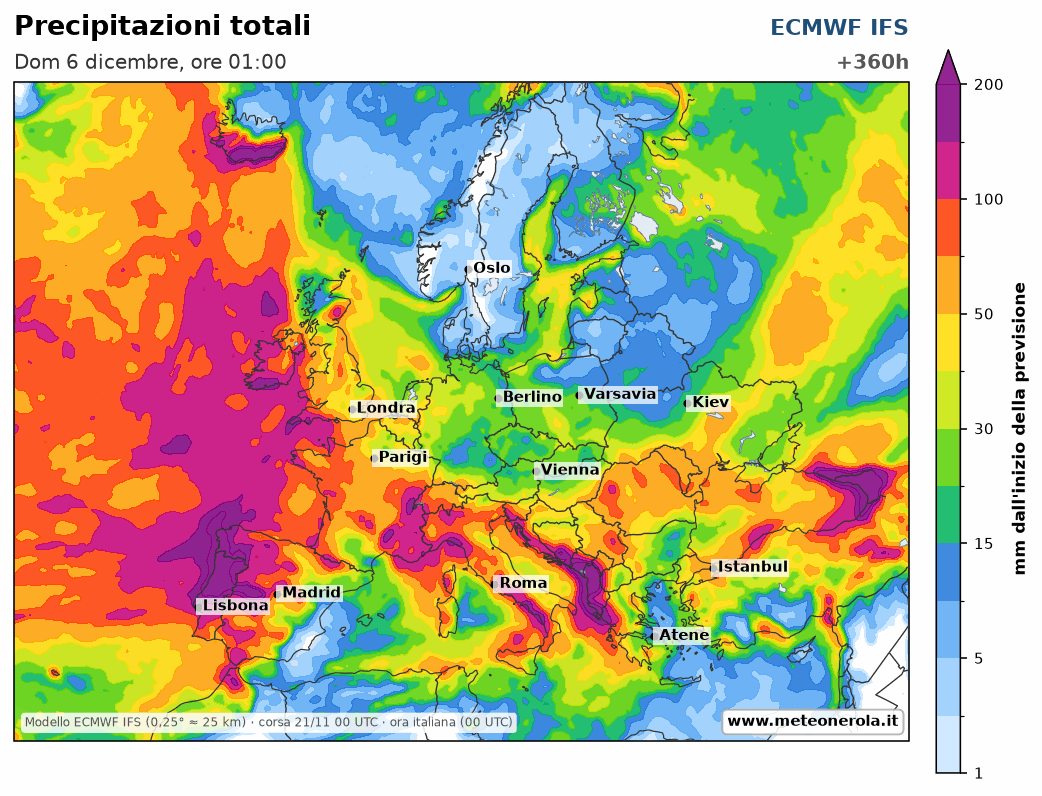 Precipitazioni totali
ECMWF IFS
Dom 6 dicembre, ore 01:00
+360h
200
100
50
30
15
5
1
mm dall'inizio della previsione
Oslo
Londra
Berlino
Varsavia
Kiev
Parigi
Vienna
Lisbona
Madrid
Roma
Istanbul
Atene
Modello ECMWF IFS (0,25° ≈ 25 km) · corsa 21/11 00 UTC · ora italiana (00 UTC)
www.meteonerola.it